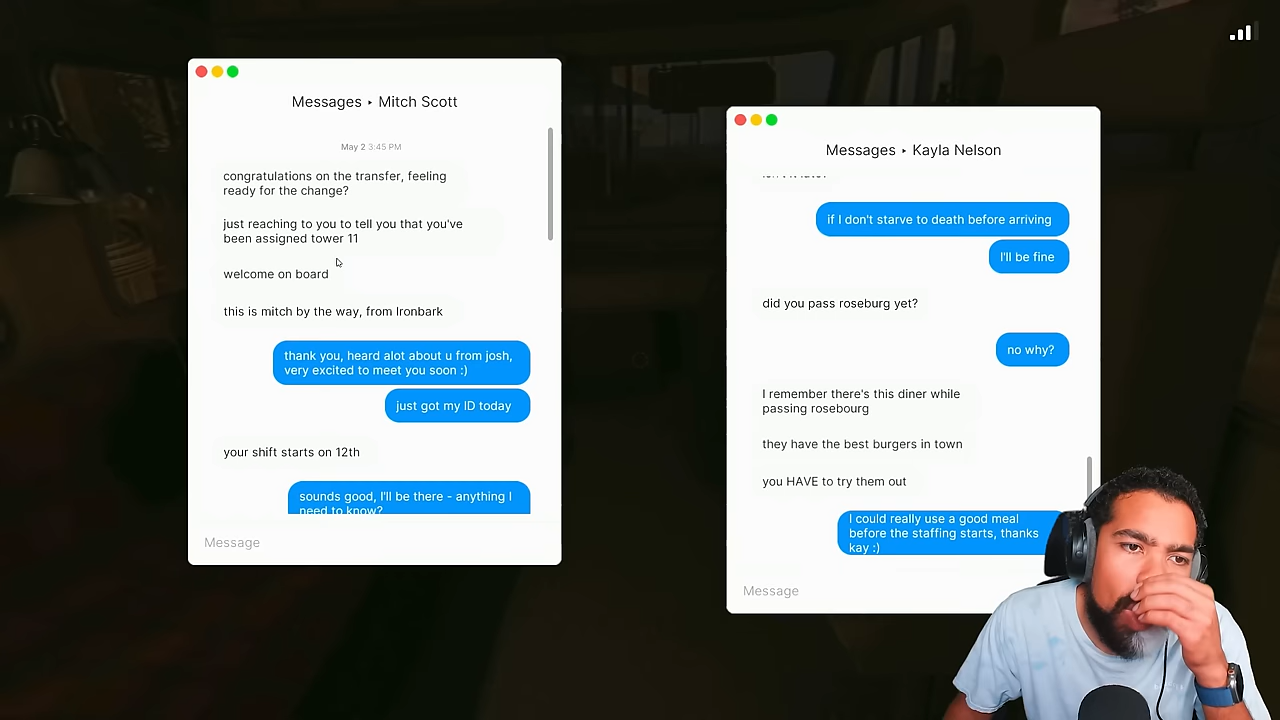 Messages ▸ Mitch Scott
May 2 3:45 PM
congratulations on the transfer, feeling
ready for the change?
just reaching to you to tell you that you've
been assigned tower 11
welcome on board
this is mitch by the way, from Ironbark
thank you, heard alot about u from josh,
very excited to meet you soon :)
just got my ID today
your shift starts on 12th
sounds good, I'll be there - anything I
need to know?
Message
Messages ▸ Kayla Nelson
if I don't starve to death before arriving
I'll be fine
did you pass roseburg yet?
no why?
I remember there's this diner while
passing rosebourg
they have the best burgers in town
you HAVE to try them out
I could really use a good meal
before the staffing starts, thanks
kay :)
Message